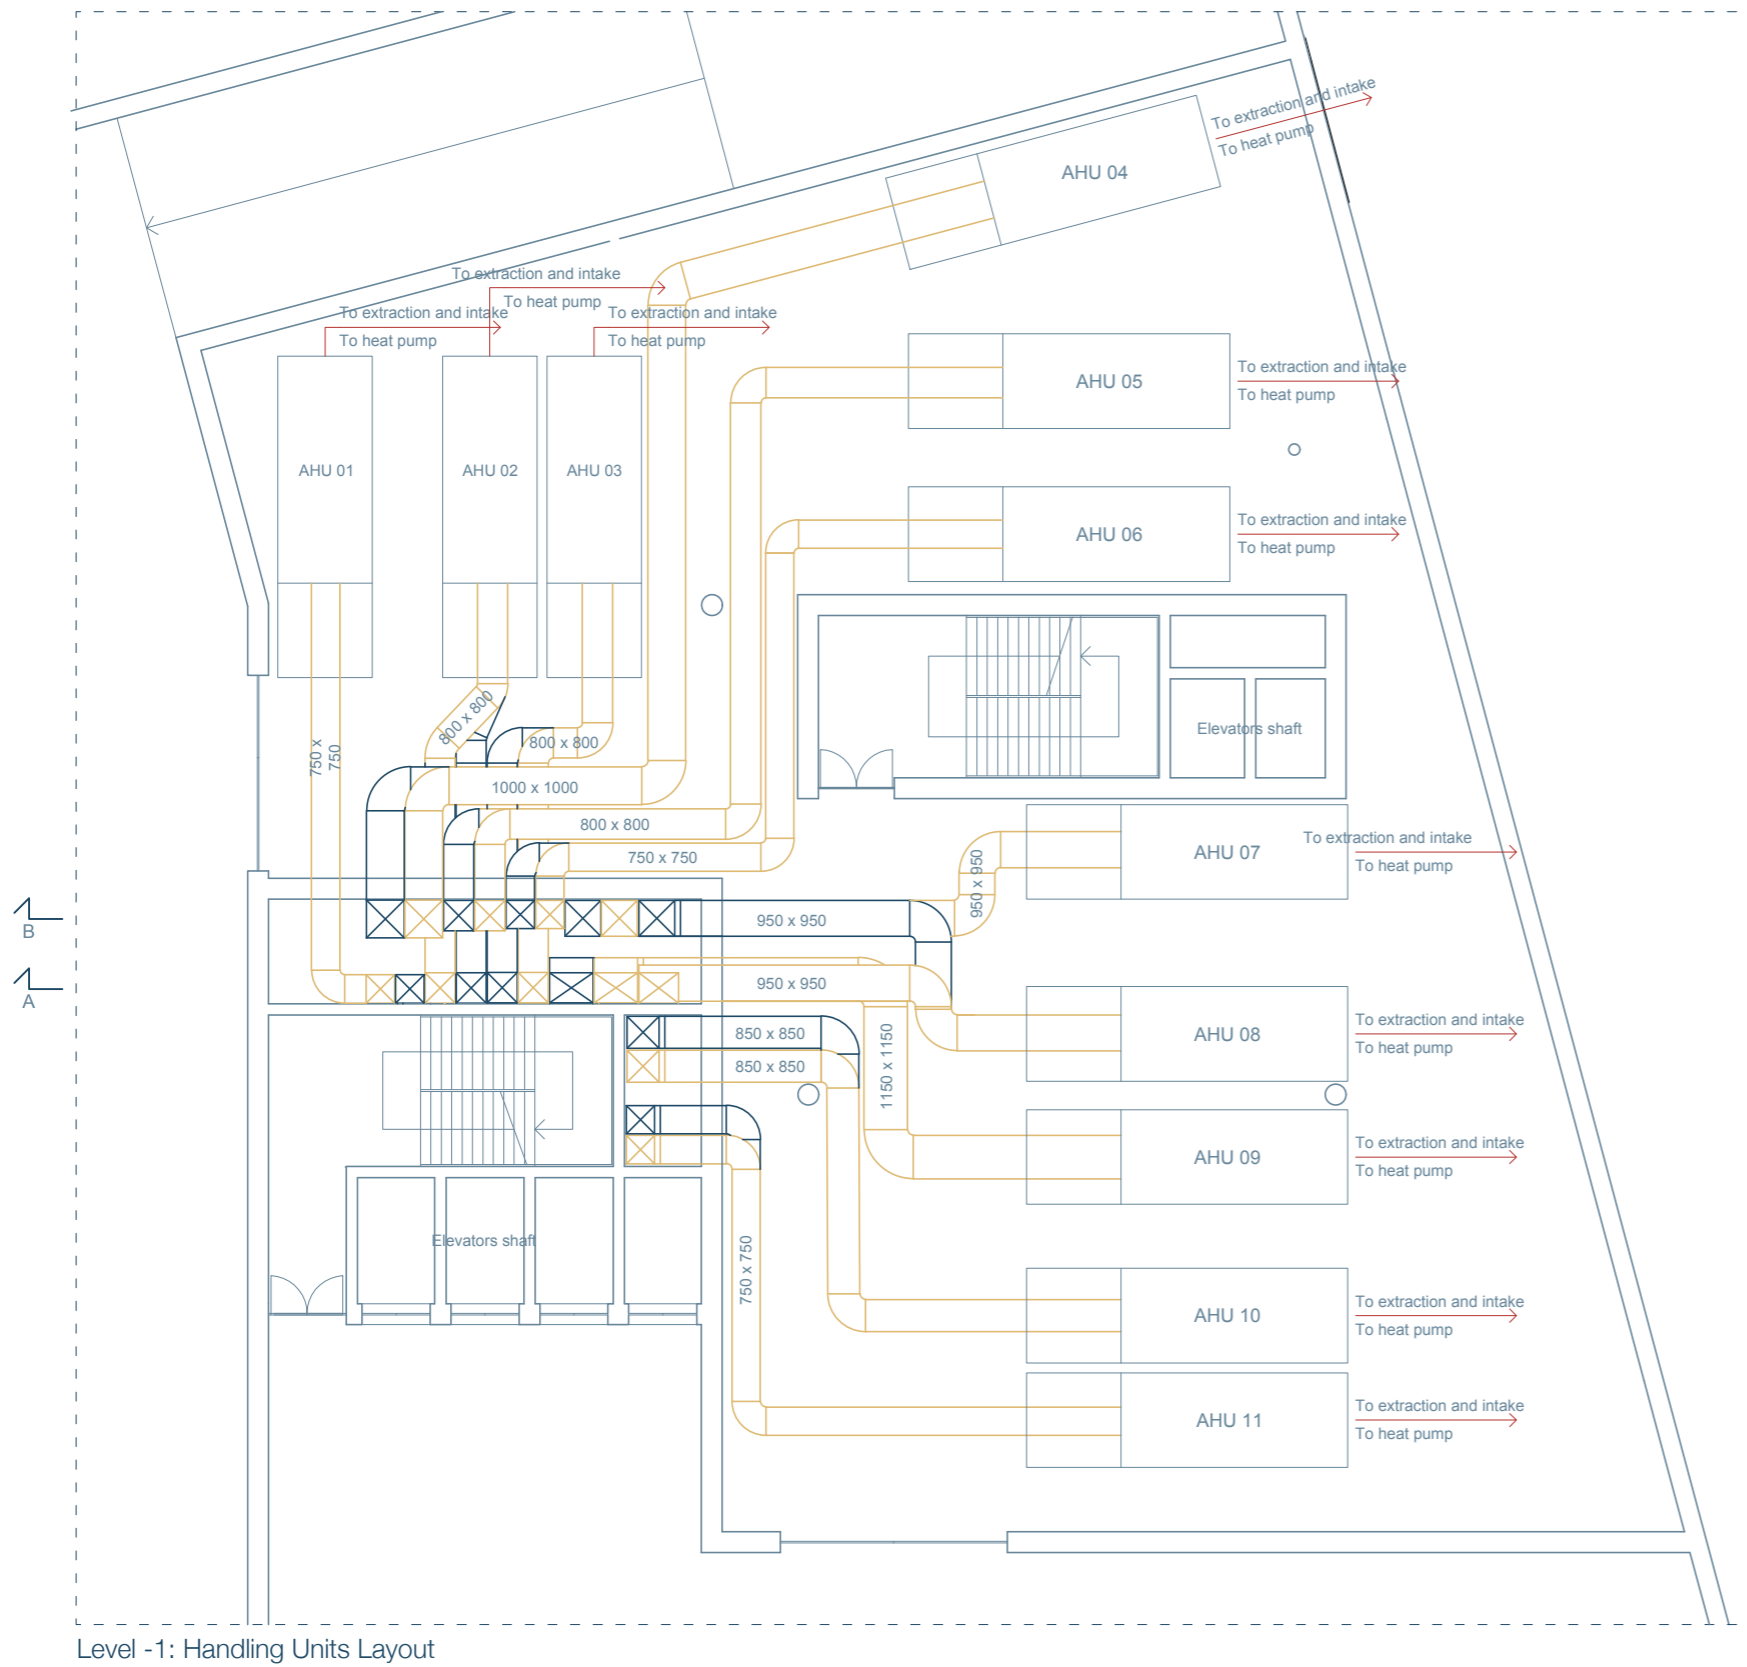 To extraction and intake
To heat pump
AHU 04
To extraction and intake
To heat pump
To extraction and intake
To heat pump
To extraction and intake
To heat pump
AHU 05
To extraction and intake
To heat pump
AHU 01
AHU 02
AHU 03
AHU 06
To extraction and intake
To heat pump
800 x 800
800 x 800
750 x
750
Elevators shaft
1000 x 1000
800 x 800
750 x 750
950 x 950
AHU 07
To extraction and intake
To heat pump
B
950 x 950
A
950 x 950
850 x 850
850 x 850
1150 x 1150
AHU 08
To extraction and intake
To heat pump
AHU 09
To extraction and intake
To heat pump
Elevators shaft
750 x 750
AHU 10
To extraction and intake
To heat pump
AHU 11
To extraction and intake
To heat pump
Level -1: Handling Units Layout